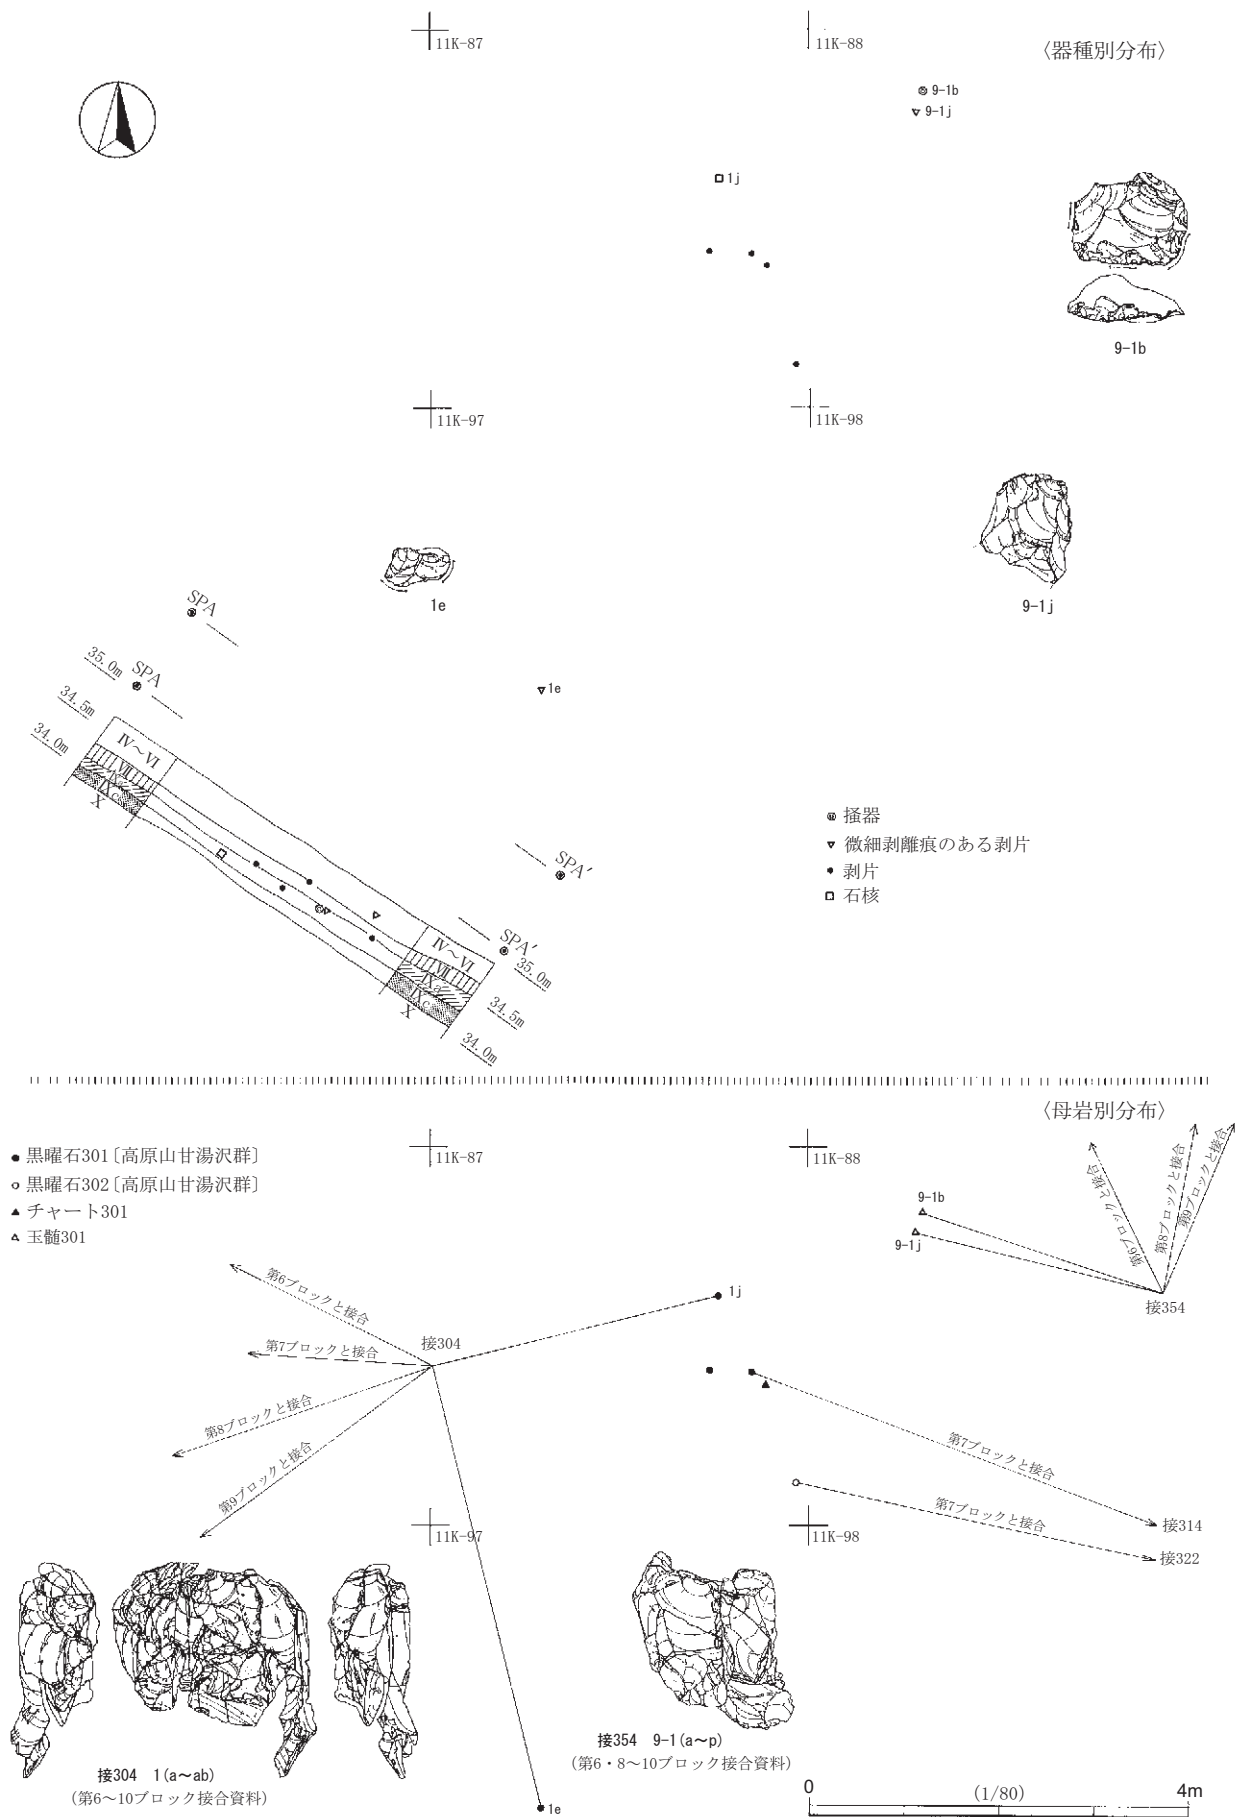 11K-87
11K-88
〈器種別分布〉
9-1b
9-1j
1j
9-1b
11K-97
11K-98
1e
9-1j
SPA
SPA
35.0m
34.5m
34.0m
1e
Ⅳ～Ⅵ
Ⅶ
Ⅸa
Ⅸc
Ⅹ
掻器
微細剥離痕のある剥片
剥片
石核
SPA′
SPA′
Ⅳ～Ⅵ
Ⅶ
Ⅸa
Ⅸc
Ⅹ
35.0m
34.5m
34.0m
〈母岩別分布〉
黒曜石301〔高原山甘湯沢群〕
黒曜石302〔高原山甘湯沢群〕
チャート301
玉髄301
11K-87
11K-88
9-1b
9-1j
第6ブロックと接合
第8ブロックと接合
第9ブロックと接合
接354
第6ブロックと接合
第7ブロックと接合
第8ブロックと接合
第9ブロックと接合
接304
1j
第7ブロックと接合
第7ブロックと接合
接314
接322
11K-97
11K-98
接304 1(a～ab)
(第6～10ブロック接合資料)
接354 9-1(a～p)
(第6・8～10ブロック接合資料)
1e
0 (1/80) 4m